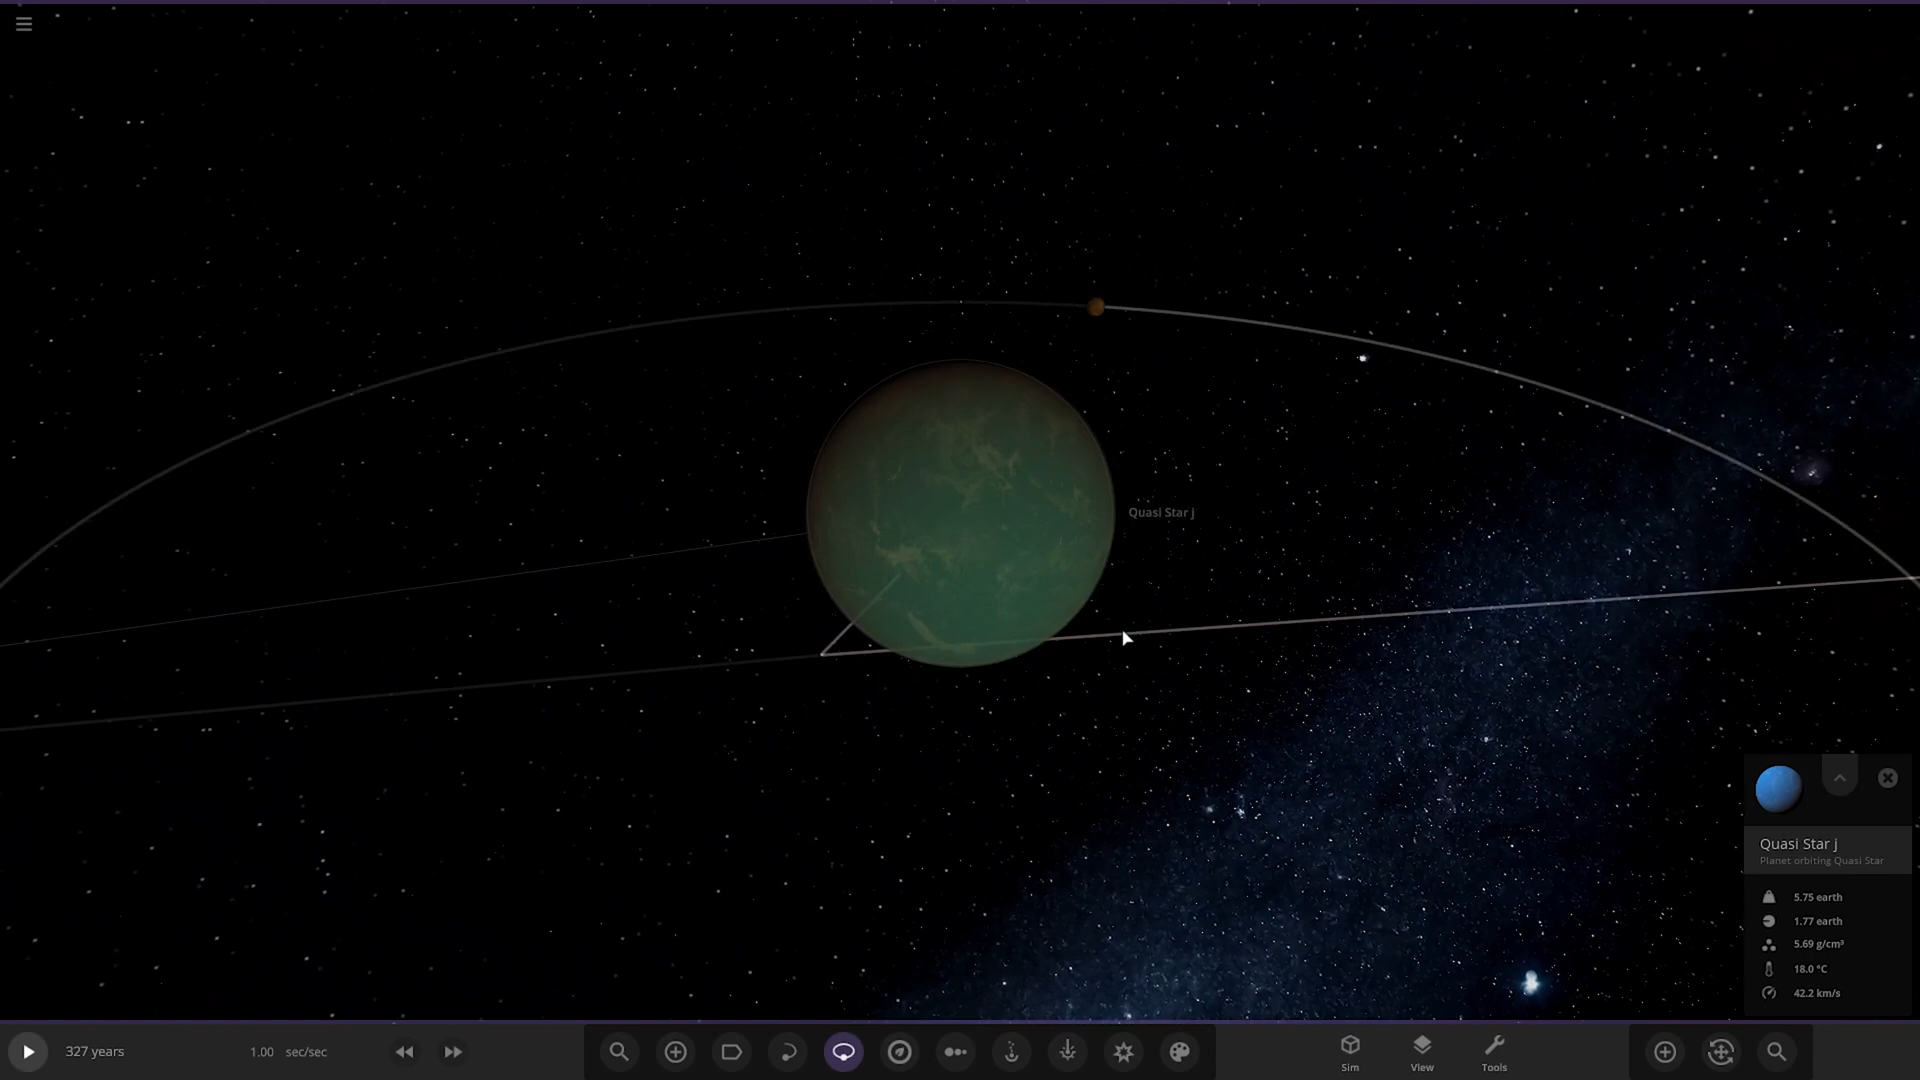 Quasi Star j
Quasi Star j
Planet orbiting Quasi Star
5.75 earth
1.77 earth
5.69 g/cm³
18.0 °C
42.2 km/s
327 years
1.00 sec/sec
Sim
View
Tools